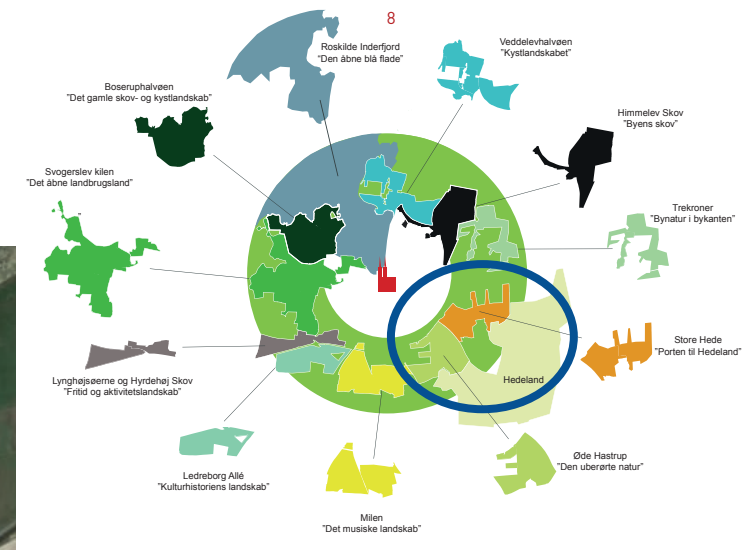 8
Roskilde Inderfjord
"Den åbne blå flade"
Veddelevhalvøen
"Kystlandskabet"
Boseruphalvøen
"Det gamle skov- og kystlandskab"
Himmelev Skov
"Byens skov"
Svogerslev kilen
"Det åbne landbrugsland"
Trekroner
"Bynatur i bykanten"
Store Hede
"Porten til Hedeland"
Hedeland
Lynghøjsøerne og Hyrdehøj Skov
"Fritid og aktivitetslandskab"
Øde Hastrup
"Den uberørte natur"
Ledreborg Allé
"Kulturhistoriens landskab"
Milen
"Det musiske landskab"